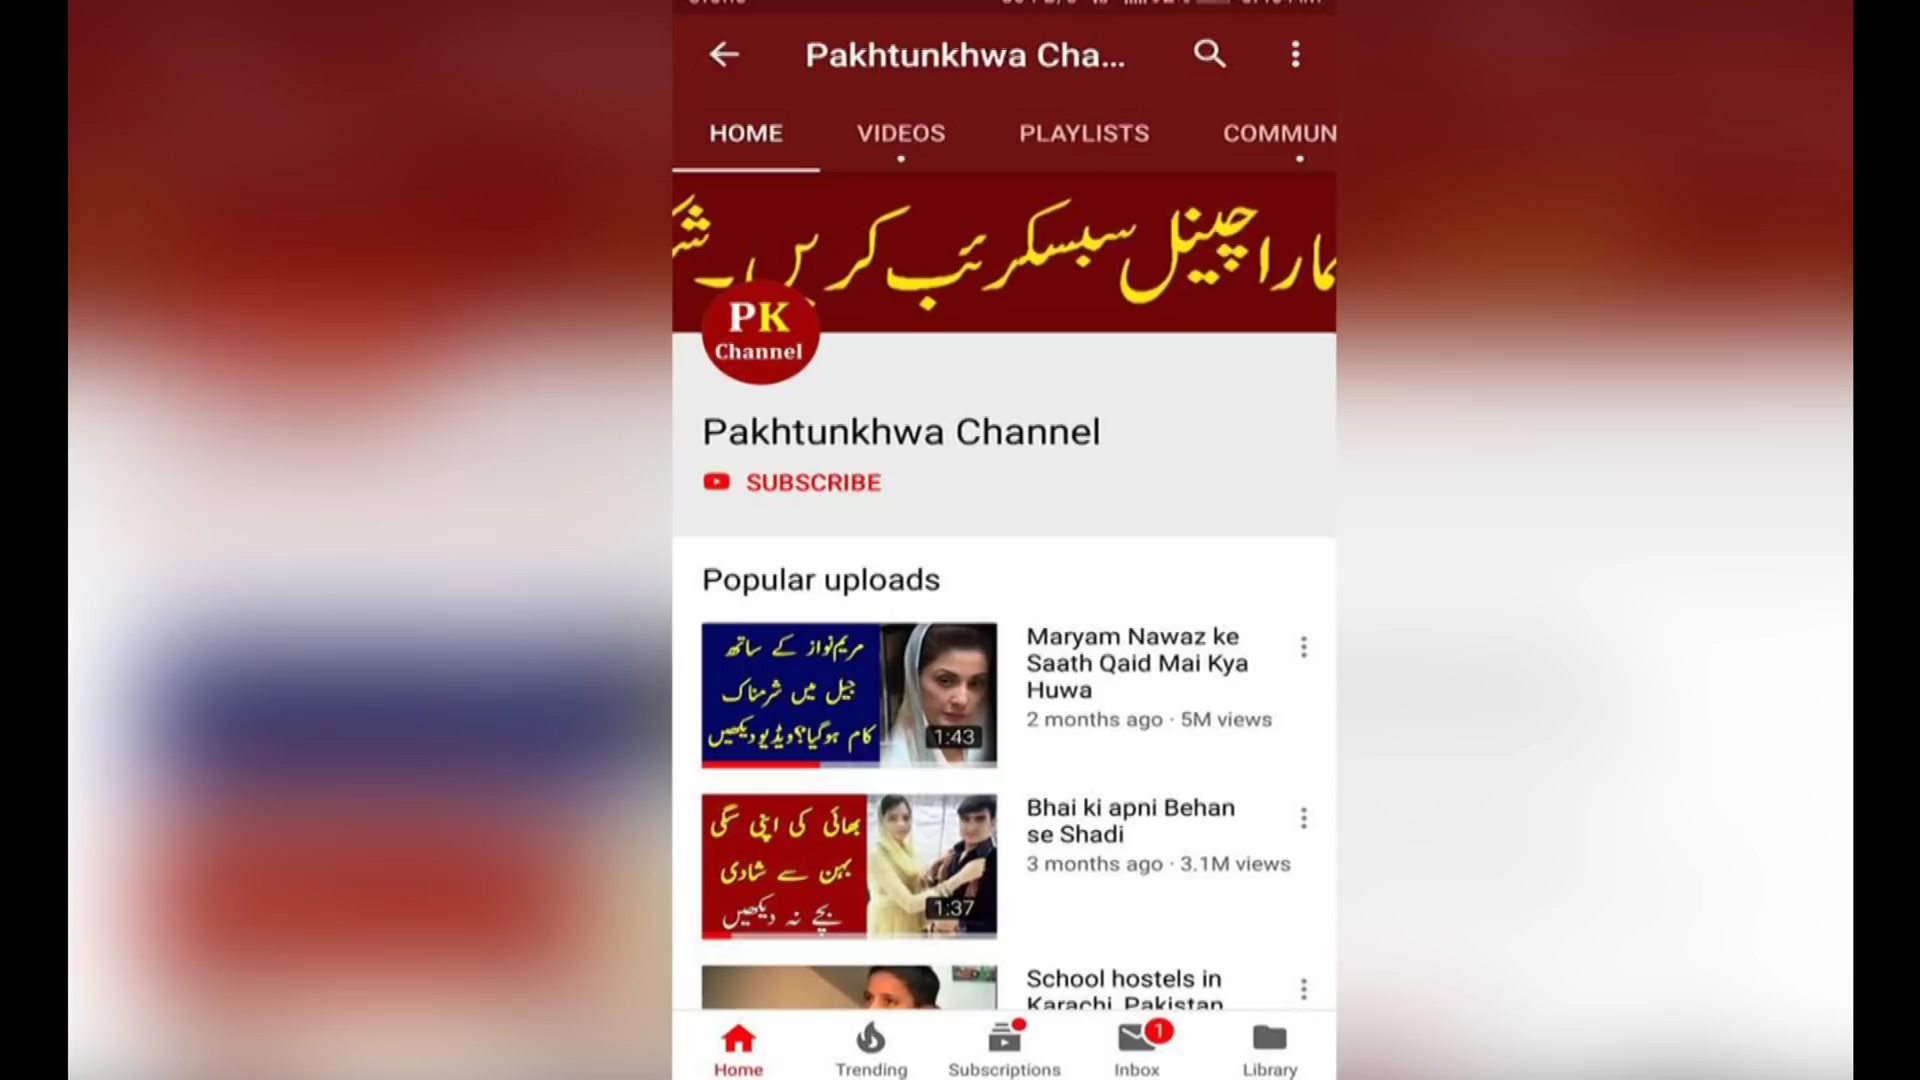 Pakhtunkhwa Cha...
HOME VIDEOS PLAYLISTS COMMUN
ہمارا چینل سبسکرائب کریں۔
PK
Channel
Pakhtunkhwa Channel
SUBSCRIBE
Popular uploads
مریم نواز کے ساتھ
جیل میں شرمناک
کام ہوگیا؟ ویڈیو دیکھیں
1:43
Maryam Nawaz ke
Saath Qaid Mai Kya
Huwa
2 months ago · 5M views
بھائی کی اپنی سگی
بہن سے شادی
بچے نہ دیکھیں
1:37
Bhai ki apni Behan
se Shadi
3 months ago · 3.1M views
School hostels in
Karachi, Pakistan
1
Home Trending Subscriptions Inbox Library